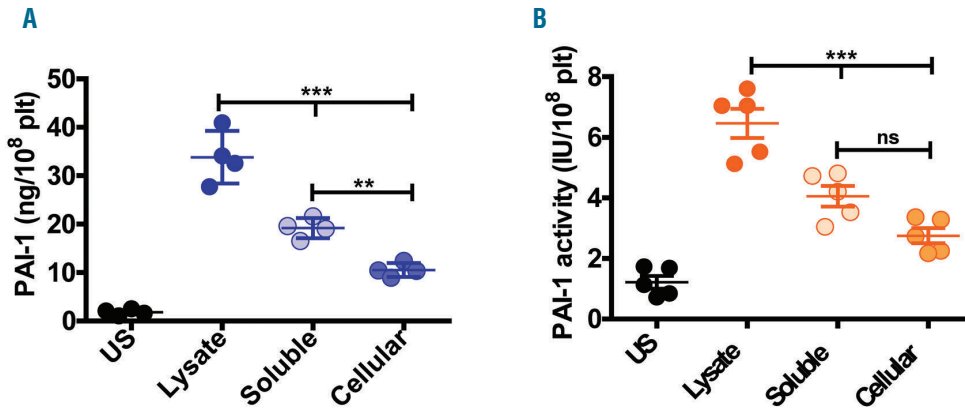 A
PAI-1 (ng/10⁸ plt)
50
40
30
20
10
0
***
**
US
Lysate
Soluble
Cellular
B
PAI-1 activity (IU/10⁸ plt)
8
6
4
2
0
***
ns
US
Lysate
Soluble
Cellular